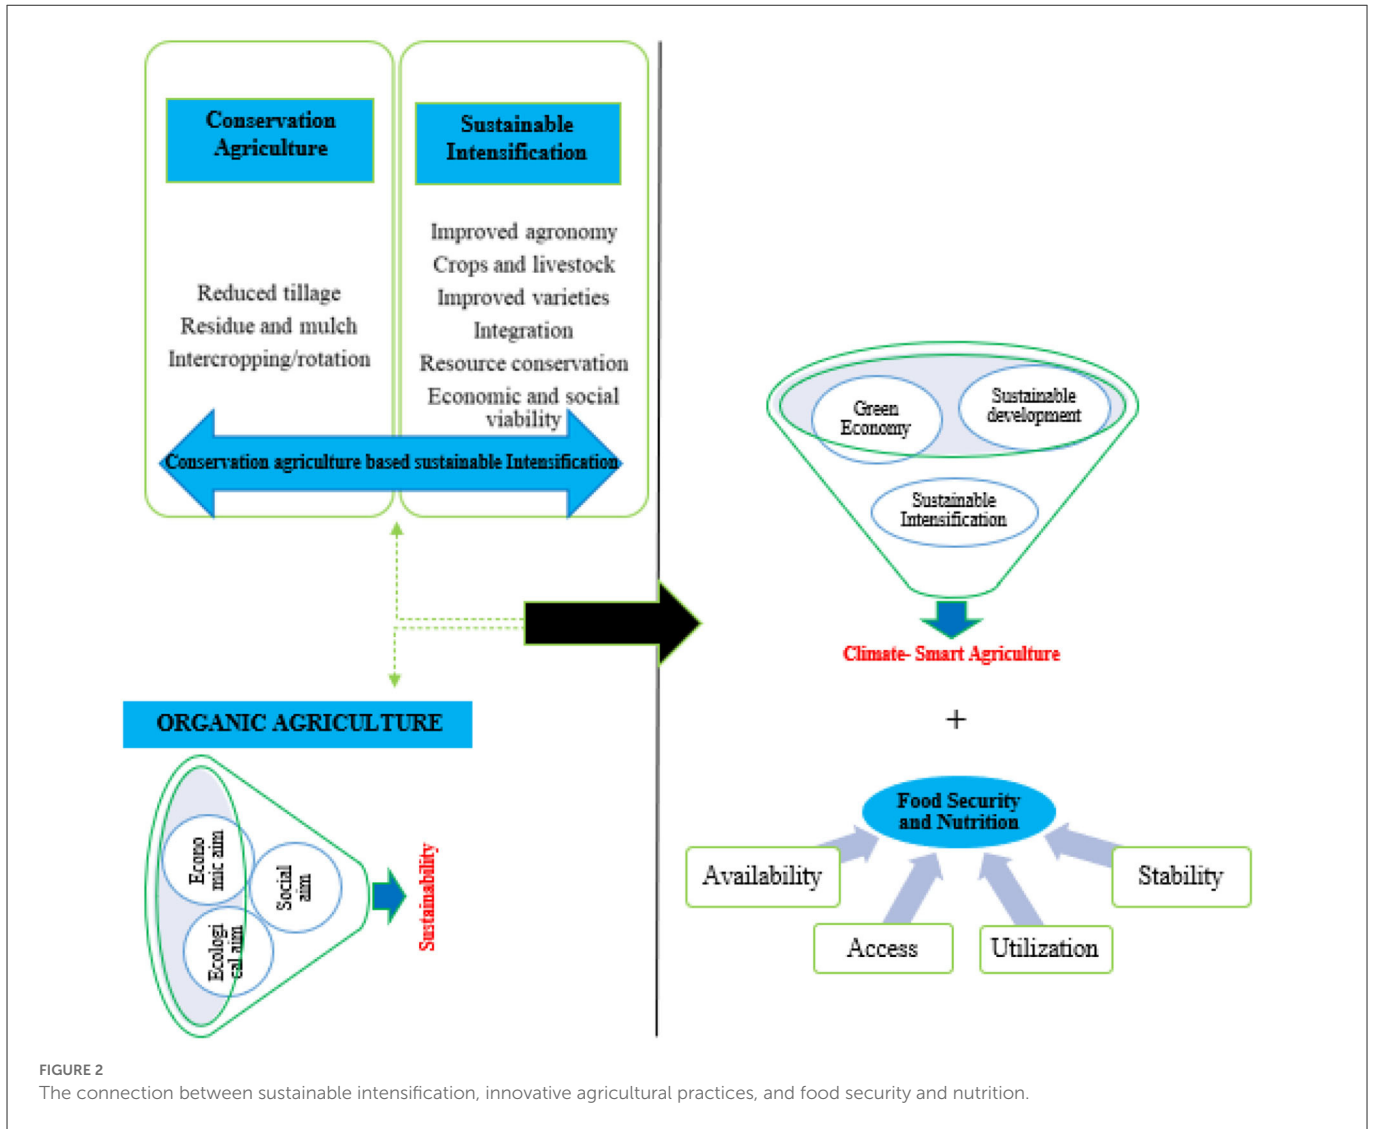 Conservation
Agriculture
Reduced tillage
Residue and mulch
Intercropping/rotation
Sustainable
Intensification
Improved agronomy
Crops and livestock
Improved varieties
Integration
Resource conservation
Economic and social
viability
Conservation agriculture based sustainable Intensification
ORGANIC AGRICULTURE
Econo
mic aim
Social
aim
Ecologi
cal aim
Sustainability
Green
Economy
Sustainable
development
Sustainable
Intensification
Climate- Smart Agriculture
+
Food Security
and Nutrition
Availability
Access
Utilization
Stability
FIGURE 2
The connection between sustainable intensification, innovative agricultural practices, and food security and nutrition.